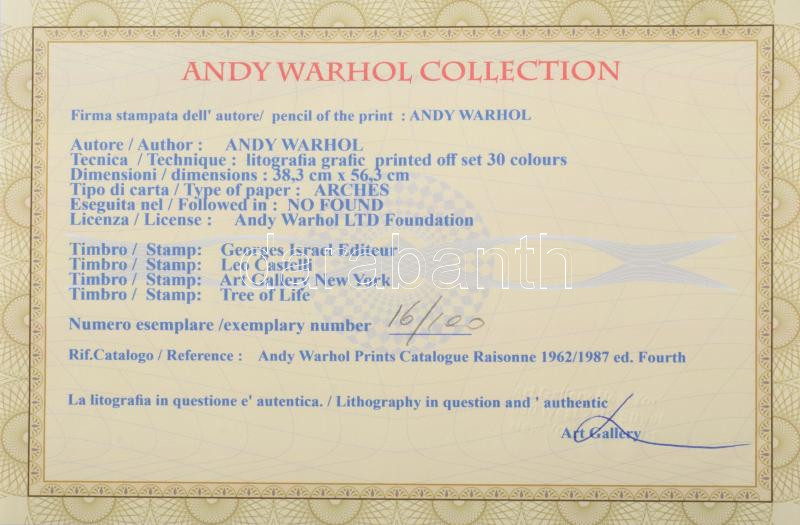 ANDY WARHOL COLLECTION
Firma stampata dell' autore/ pencil of the print : ANDY WARHOL
Autore / Author : ANDY WARHOL
Tecnica / Technique : litografia grafic printed off set 30 colours
Dimensioni / dimensions : 38,3 cm x 56,3 cm
Tipo di carta / Type of paper : ARCHES
Eseguita nel / Followed in : NO FOUND
Licenza / License : Andy Warhol LTD Foundation
Timbro / Stamp: Georges Israel Editeur
Timbro / Stamp: Leo Castelli
Timbro / Stamp: Art Gallery New York
Timbro / Stamp: Tree of Life
darabanth
Numero esemplare /exemplary number 16/100
Rif.Catalogo / Reference : Andy Warhol Prints Catalogue Raisonne 1962/1987 ed. Fourth
La litografia in questione e' autentica. / Lithography in question and ' authentic
Art Gallery